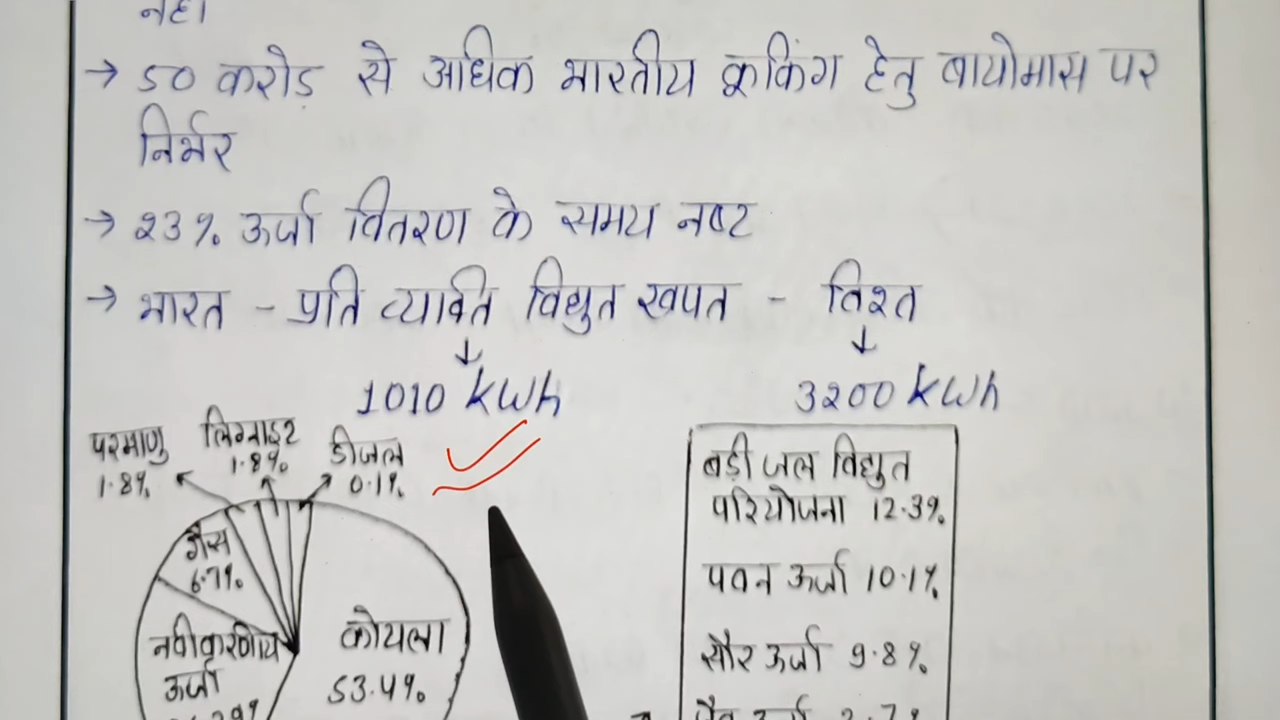 नहीं
→ 50 करोड़ से अधिक भारतीय कूकिंग हेतु बायोमास पर
निर्भर
→ 23% ऊर्जा वितरण के समय नष्ट
→ भारत - प्रति व्यक्ति विद्युत खपत - विश्व
↓ ↓
1010 kWh 3200 kWh
परमाणु
1.8%
लिग्नाइट
1.8%
डीजल
0.1%
गैस
6.7%
नवीकरणीय
ऊर्जा
कोयला
53.4%
बड़ी जल विद्युत
परियोजना 12.3%
पवन ऊर्जा 10.1%
सौर ऊर्जा 9.8%
ऊर्जा